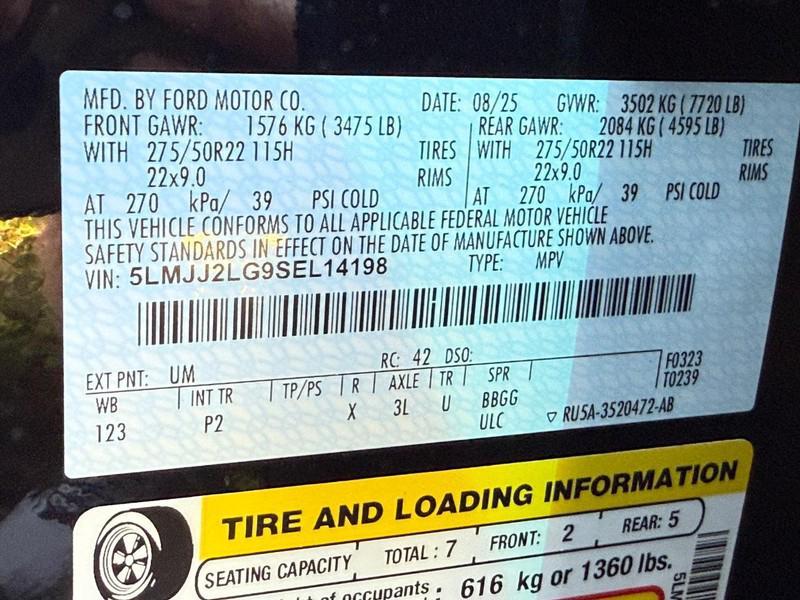 MFD. BY FORD MOTOR CO. DATE: 08/25 GVWR: 3502 KG ( 7720 LB)
FRONT GAWR: 1576 KG ( 3475 LB) REAR GAWR: 2084 KG ( 4595 LB)
WITH 275/50R22 115H TIRES WITH 275/50R22 115H TIRES
22x9.0 RIMS 22x9.0 RIMS
AT 270 kPa/ 39 PSI COLD AT 270 kPa/ 39 PSI COLD
THIS VEHICLE CONFORMS TO ALL APPLICABLE FEDERAL MOTOR VEHICLE
SAFETY STANDARDS IN EFFECT ON THE DATE OF MANUFACTURE SHOWN ABOVE.
VIN: 5LMJJ2LG9SEL14198 TYPE: MPV
EXT PNT: UM RC: 42 DSO: F0323
WB INT TR TP/PS R AXLE TR SPR T0239
123 P2 X 3L U BBGG
ULC ▽ RU5A-3520472-AB
TIRE AND LOADING INFORMATION
SEATING CAPACITY TOTAL : 7 FRONT: 2 REAR: 5
of occupants : 616 kg or 1360 lbs.